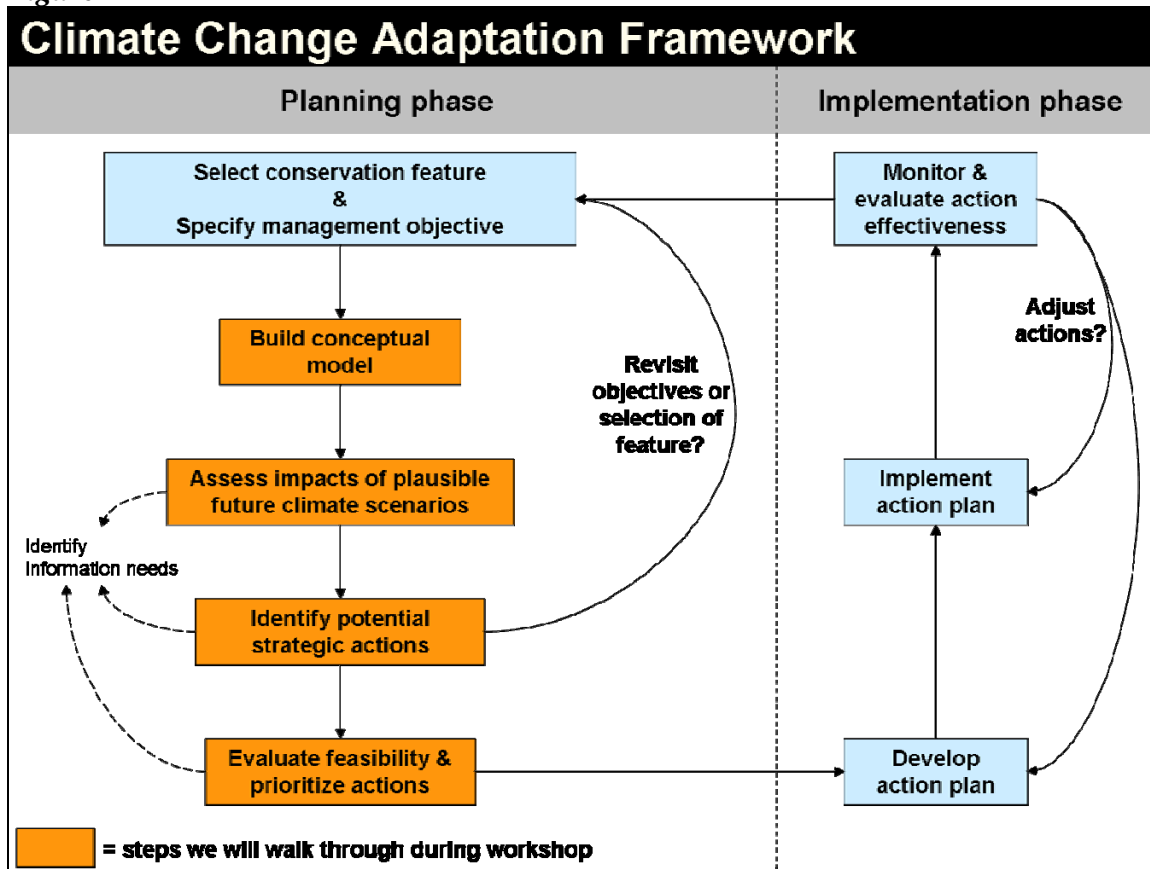 Climate Change Adaptation Framework
Planning phase
Implementation phase
Select conservation feature
&
Specify management objective
Build conceptual
model
Assess impacts of plausible
future climate scenarios
Identify
Information needs
Identify potential
strategic actions
Evaluate feasibility &
prioritize actions
Revisit
objectives or
selection of
feature?
Monitor &
evaluate action
effectiveness
Adjust
actions?
Implement
action plan
Develop
action plan
= steps we will walk through during workshop